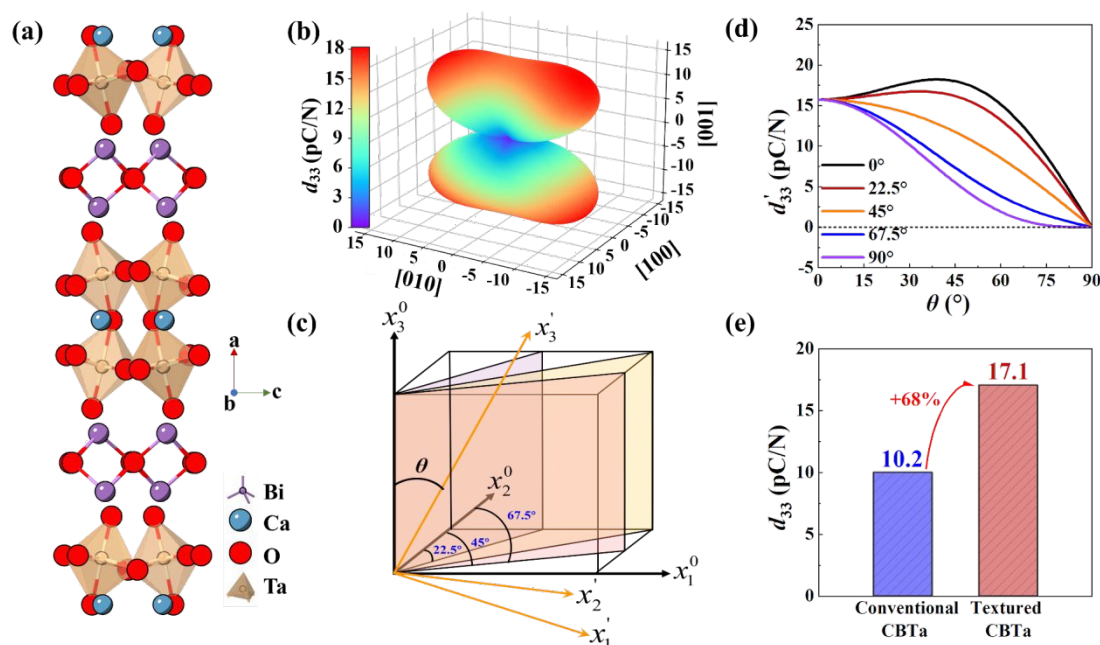 (a)
a
b
c
Bi
Ca
O
Ta
(b)
18
15
12
9
6
3
0
d33 (pC/N)
15
10
5
0
-5
-10
-15
[001]
15
10
5
0
-5
-10
-15
[010]
-15
-10
-5
0
5
10
15
[100]
(c)
x₃⁰
x₃'
θ
x₂⁰
67.5°
45°
22.5°
x₁⁰
x₂'
x₁'
(d)
25
20
15
10
5
0
5
d'33 (pC/N)
0°
22.5°
45°
67.5°
90°
0 15 30 45 60 75 90
θ (°)
(e)
20
15
10
5
0
d33 (pC/N)
17.1
+68%
10.2
Conventional
CBTa
Textured
CBTa